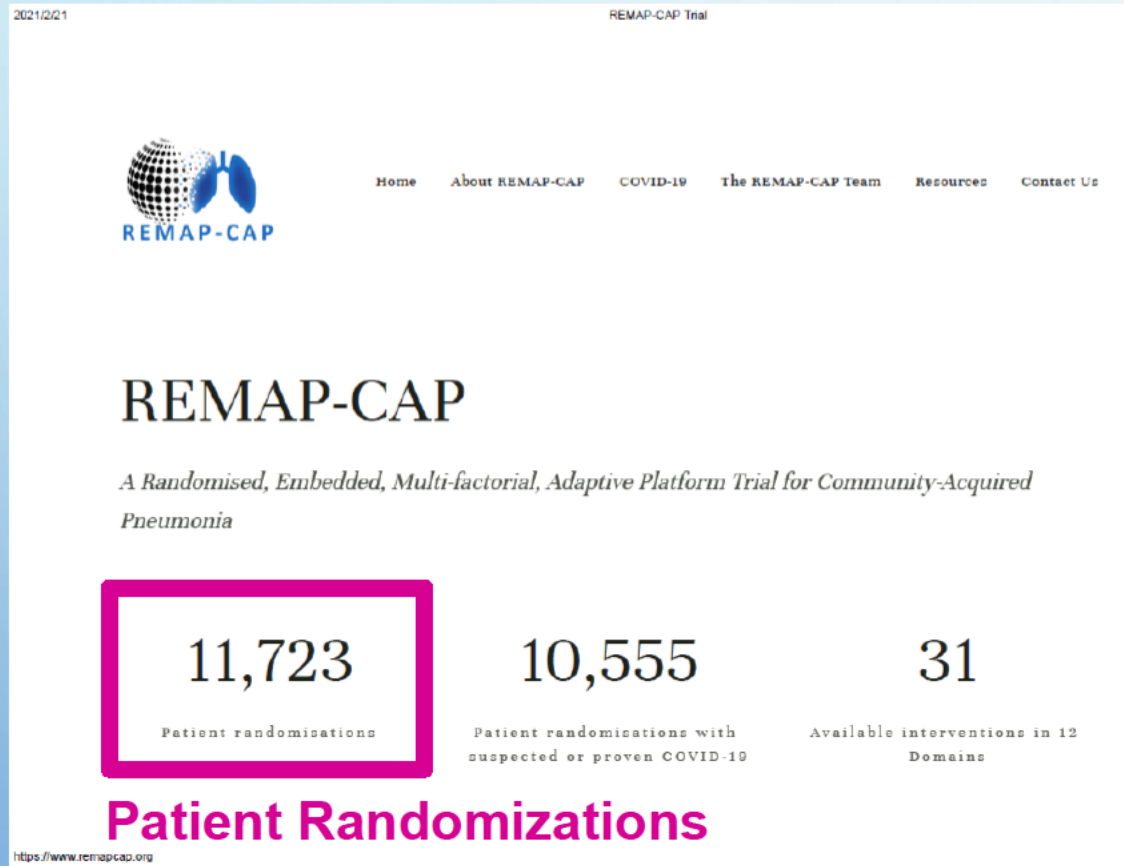 2021/2/21
REMAP-CAP Trial
REMAP-CAP
Home About REMAP-CAP COVID-19 The REMAP-CAP Team Resources Contact Us
REMAP-CAP
A Randomised, Embedded, Multi-factorial, Adaptive Platform Trial for Community-Acquired
Pneumonia
11,723
Patient randomisations
10,555
Patient randomisations with
suspected or proven COVID-19
31
Available interventions in 12
Domains
Patient Randomizations
https://www.remapcap.org